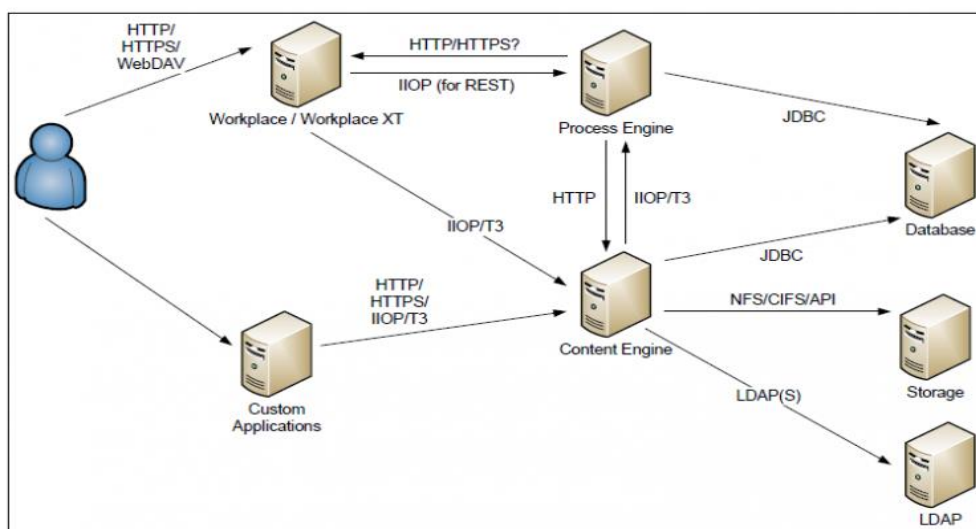 HTTP/
HTTPS/
WebDAV
HTTP/HTTPS?
IIOP (for REST)
Workplace / Workplace XT
Process Engine
JDBC
HTTP
IIOP/T3
Database
IIOP/T3
JDBC
HTTP/
HTTPS/
IIOP/T3
NFS/CIFS/API
Content Engine
Storage
LDAP(S)
Custom
Applications
LDAP